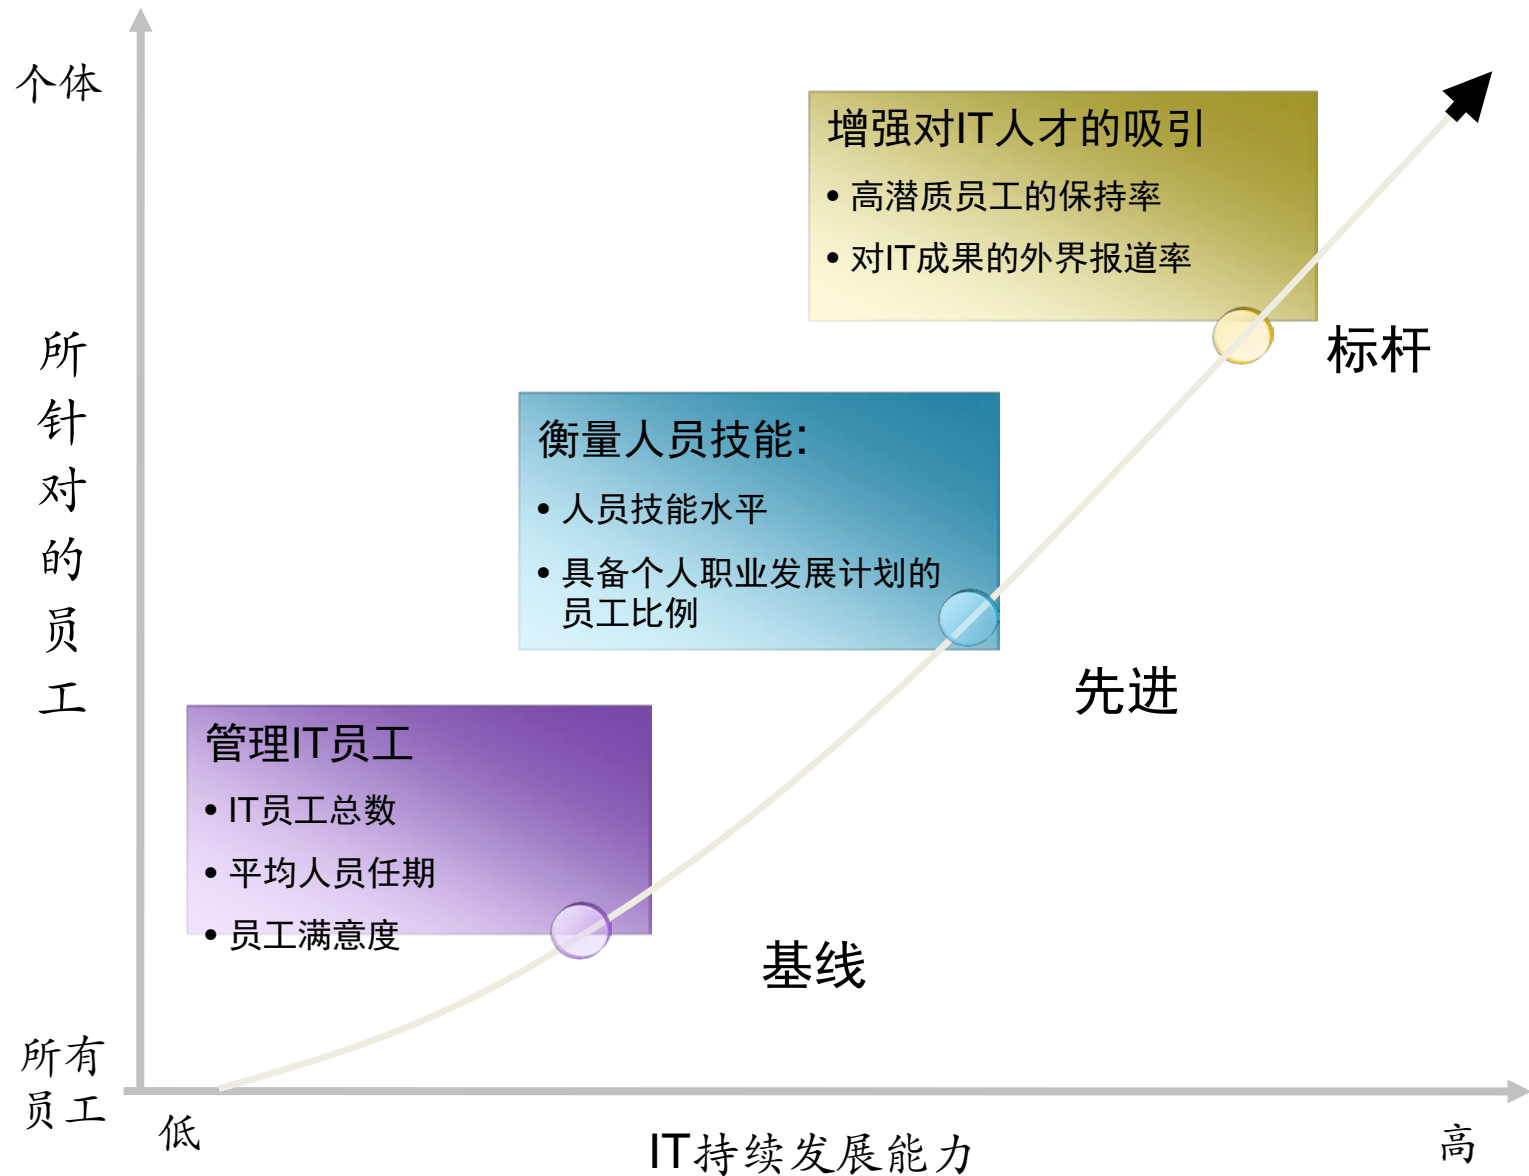 个体
增强对IT人才的吸引
• 高潜质员工的保持率
• 对IT成果的外界报道率
标杆
所针对的员工
衡量人员技能:
• 人员技能水平
• 具备个人职业发展计划的
员工比例
先进
管理IT员工
• IT员工总数
• 平均人员任期
• 员工满意度
基线
所有
员工
低
IT持续发展能力
高